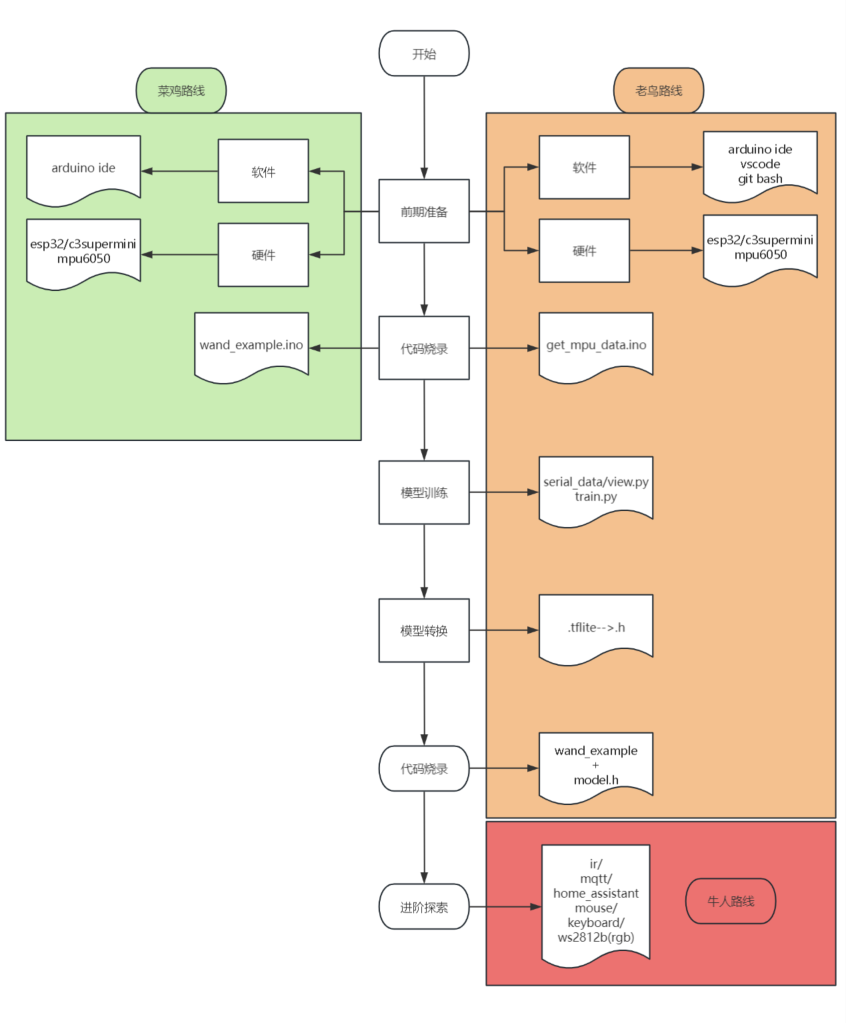 开始
菜鸡路线
老鸟路线
arduino ide
软件
软件
arduino ide
vscode
git bash
前期准备
esp32/c3supermini
mpu6050
硬件
硬件
esp32/c3supermini
mpu6050
wand_example.ino
代码烧录
get_mpu_data.ino
模型训练
serial_data/view.py
train.py
模型转换
.tflite-->.h
代码烧录
wand_example
+
model.h
进阶探索
ir/
mqtt/
home_assistant
mouse/
keyboard/
ws2812b(rgb)
牛人路线